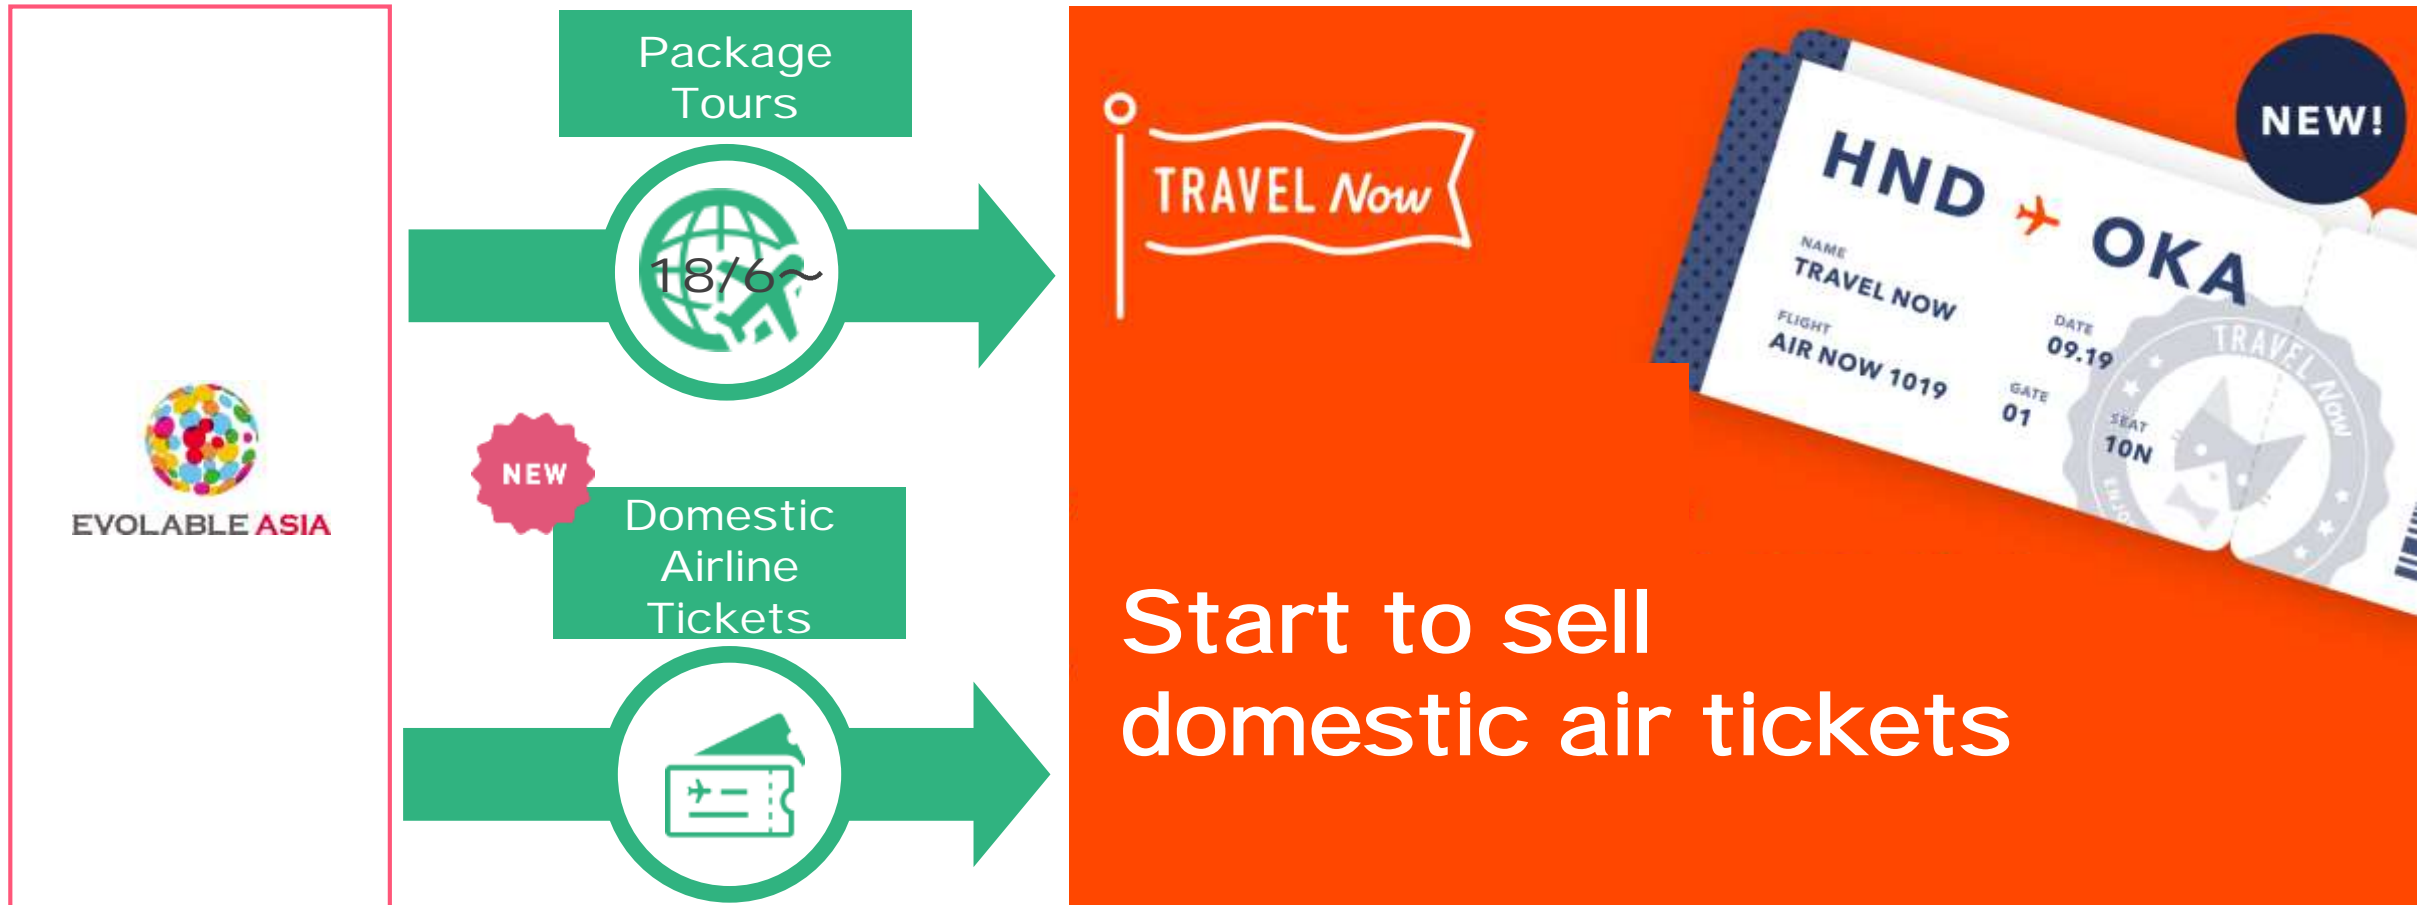 EVOLABLE ASIA
Package
Tours
18/6～
NEW
Domestic
Airline
Tickets
TRAVEL Now
NEW!
HND OKA
NAME
TRAVEL NOW
FLIGHT
AIR NOW 1019
DATE
09.19
GATE
01
SEAT
10N
TRAVEL Now
Start to sell
domestic air tickets